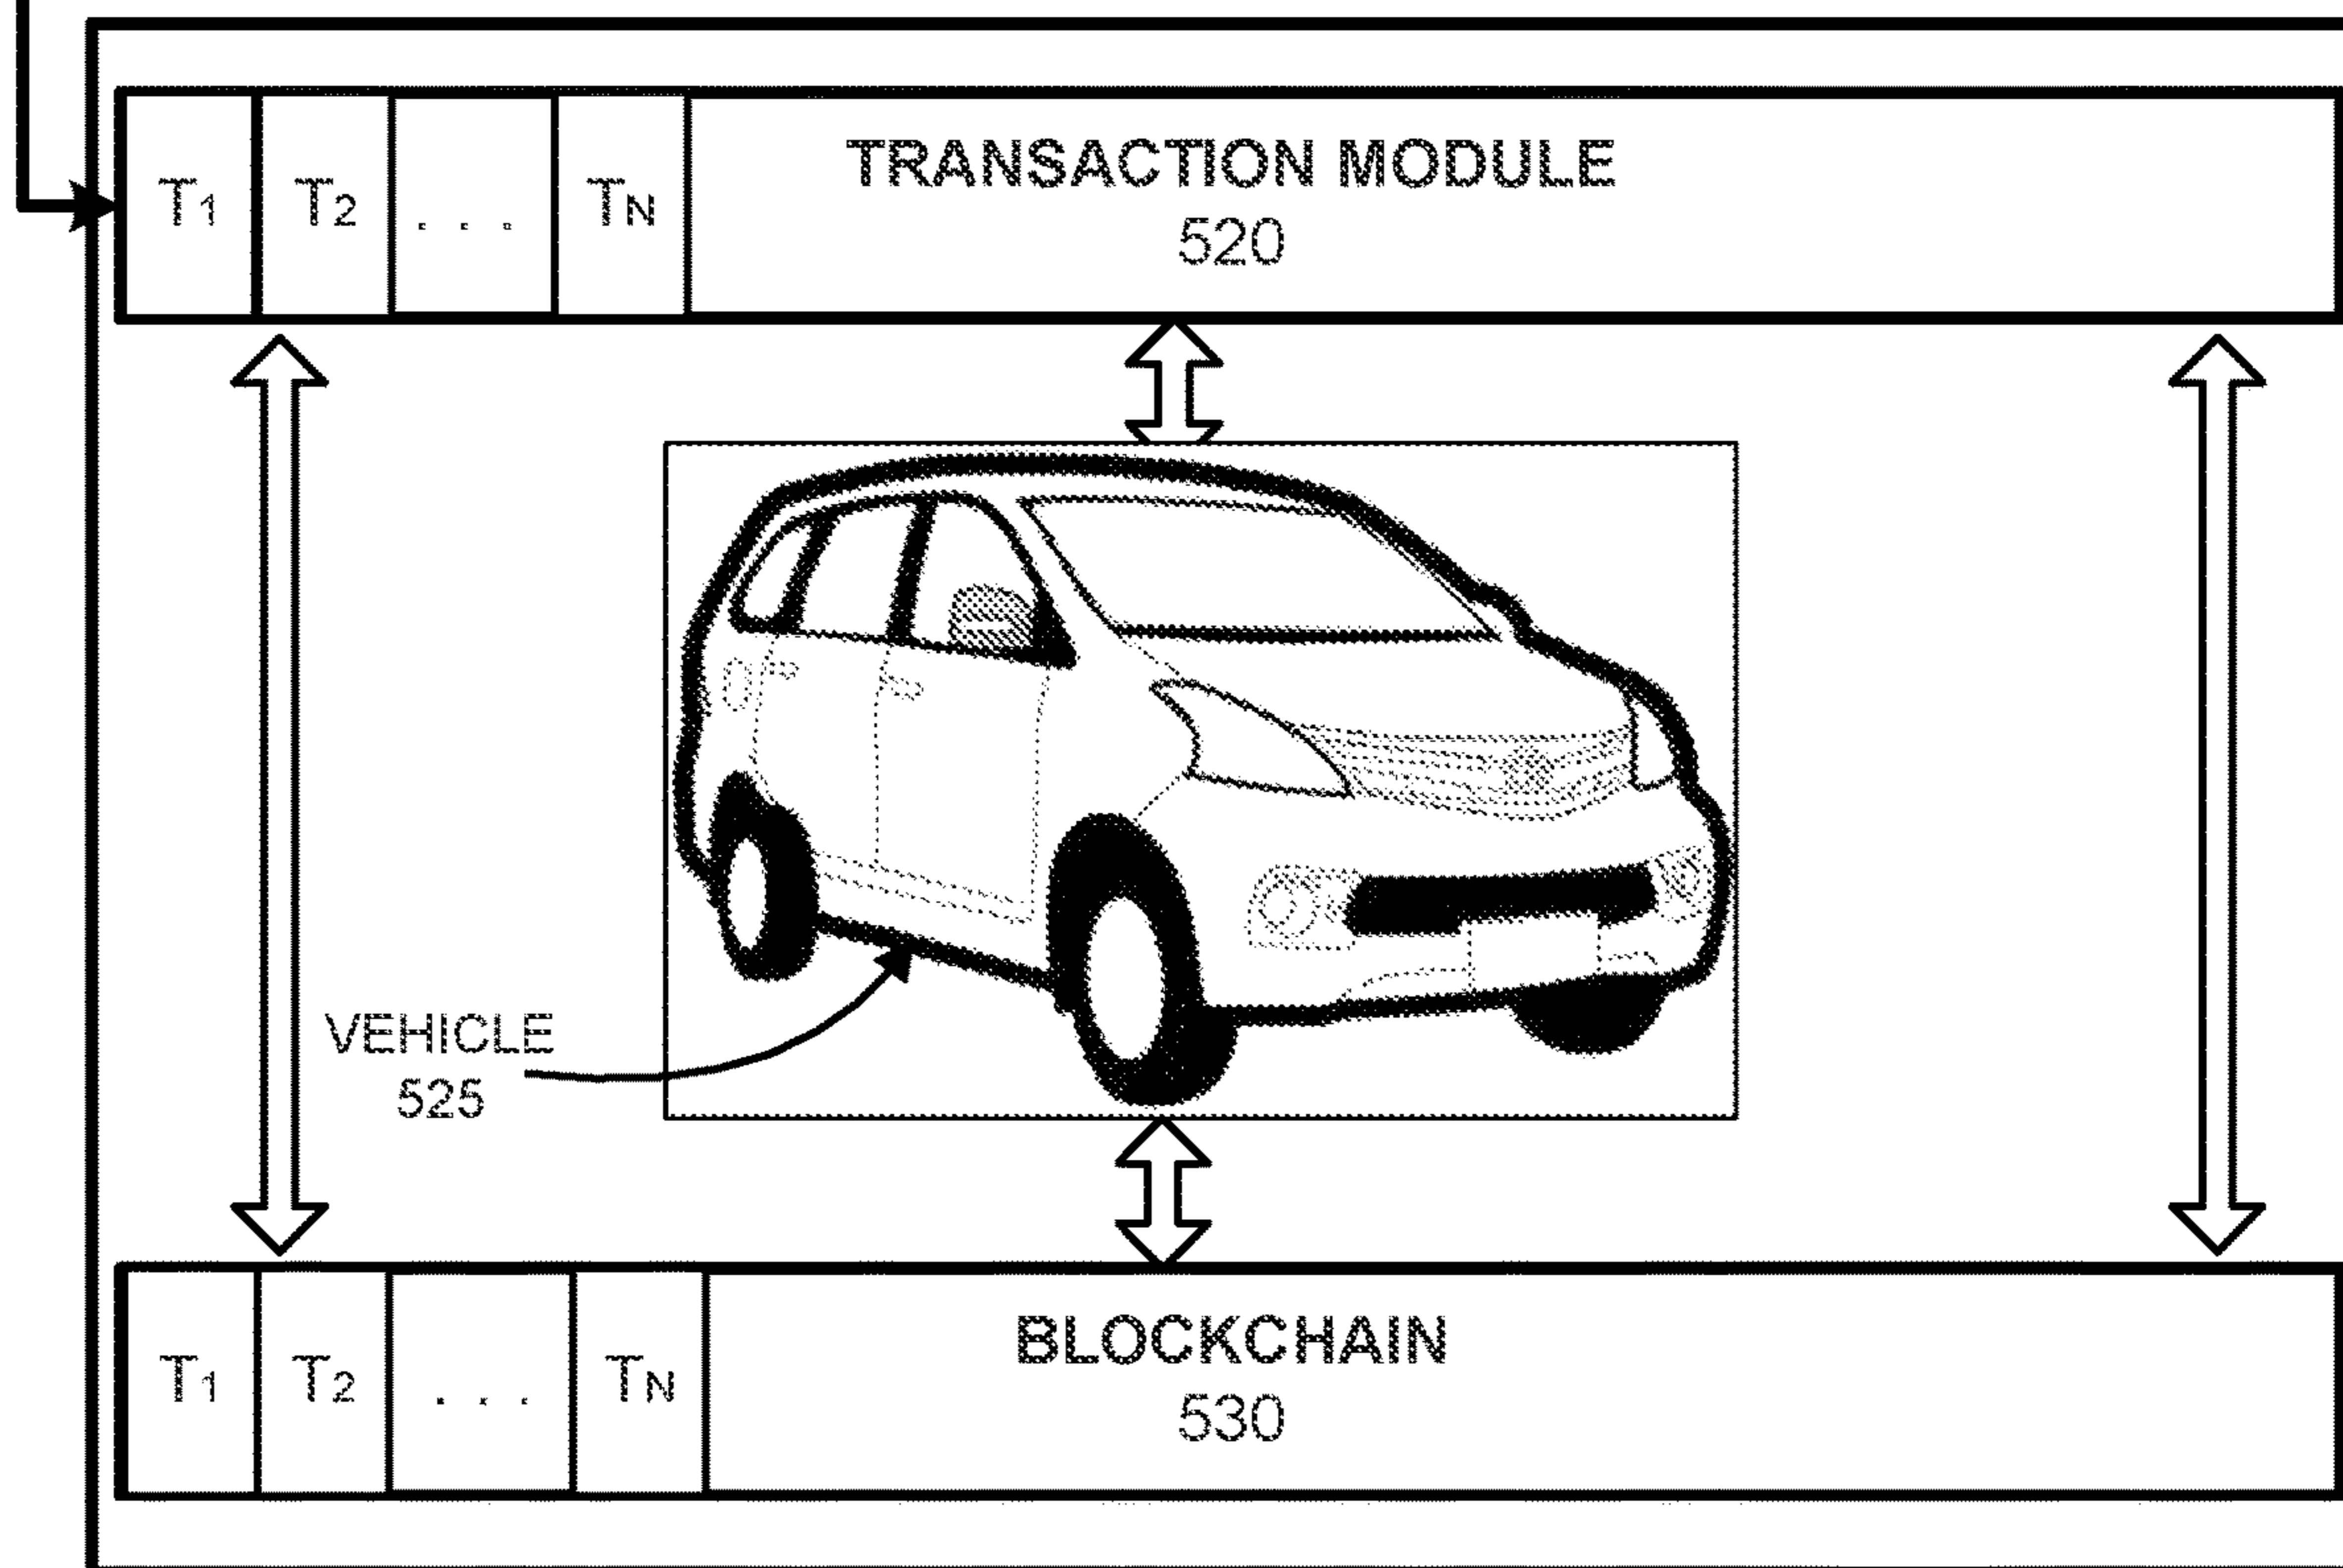 T1 T2 . . . TN TRANSACTION MODULE
520
VEHICLE
525
T1 T2 . . . TN BLOCKCHAIN
530